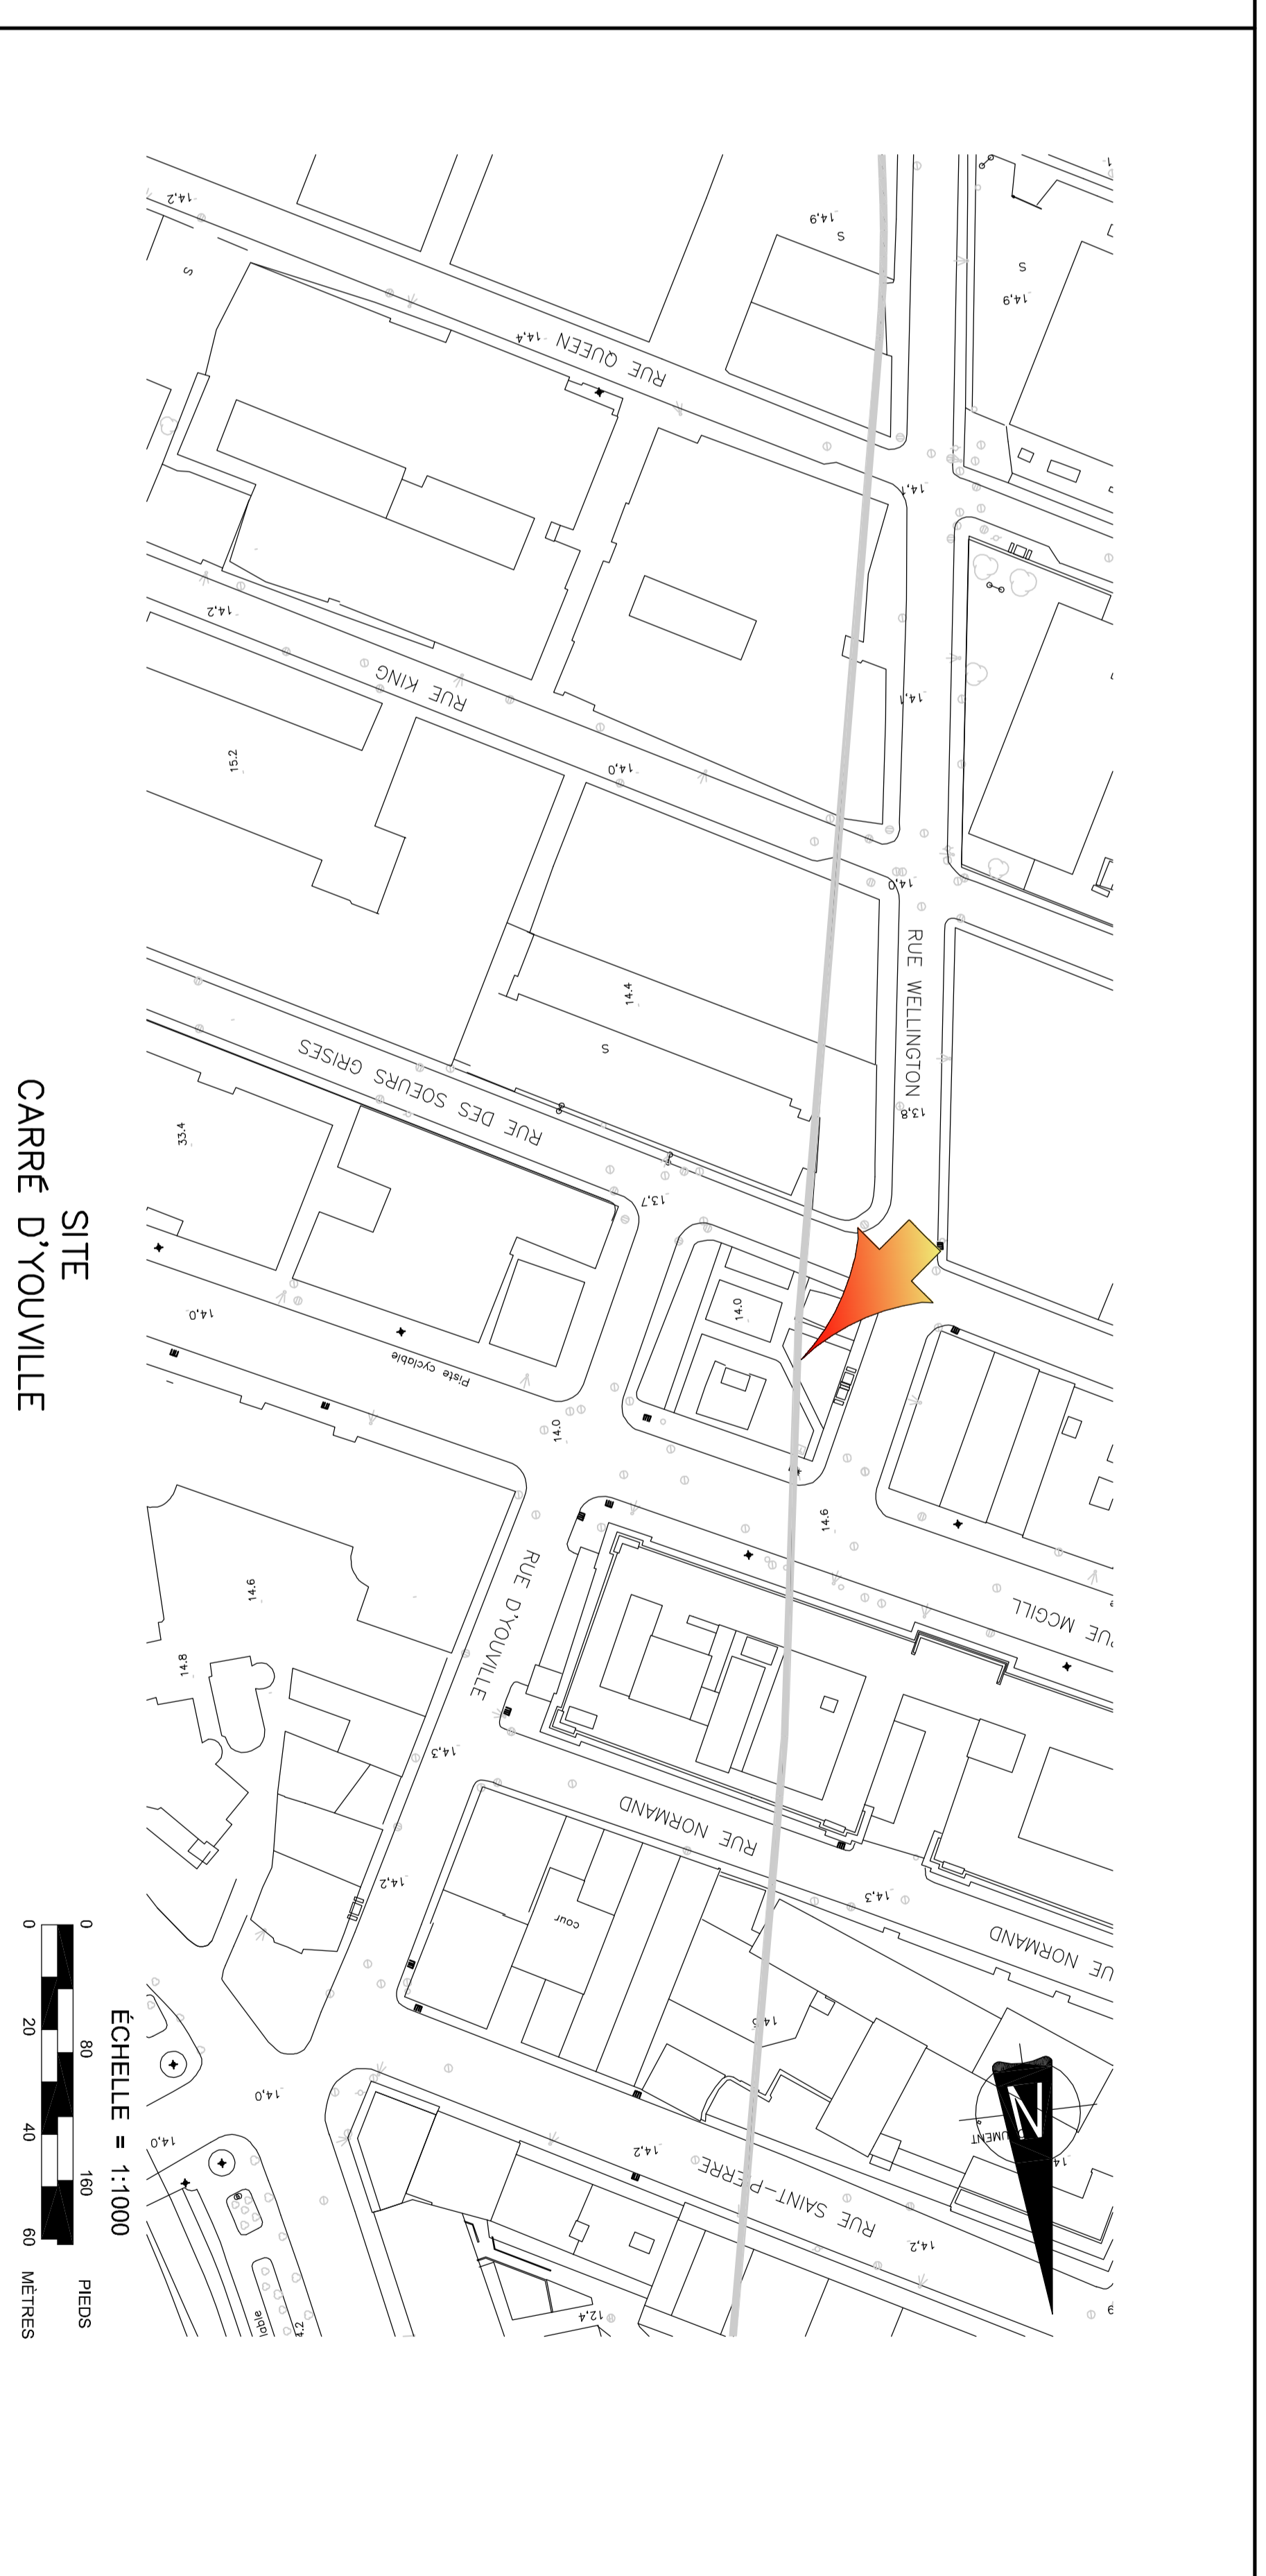 14,2
S
14,9
S
S
14,9
RUE QUEEN
14,4
14,1
14,2
RUE KING
14,1
15.2
14,0
14,0
RUE WELLINGTON
14.4
S
RUE DES SOEURS GRISES
13,8
33.4
13,7
14,0
14.0
Piste cyclable
14.0
14.6
RUE D'YOUVILLE
RUE MCGILL
14.6
14.8
14,3
RUE NORMAND
14,2
cour
14,3
RUE NORMAND
14,0
14,0
14,2
N
RUE SAINT-PIERRE
14,2
12,4
SITE
CARRÉ D'YOUVILLE
ÉCHELLE = 1:1000
0 80 160 PIEDS
0 20 40 60 MÈTRES